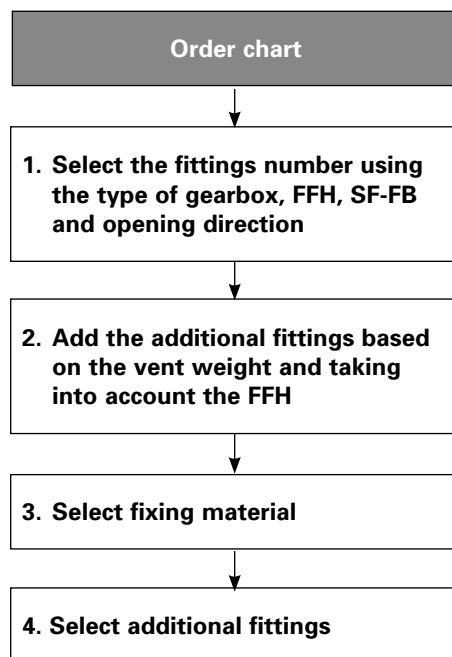 Order chart
1. Select the fittings number using
the type of gearbox, FFH, SF-FB
and opening direction
2. Add the additional fittings based
on the vent weight and taking
into account the FFH
3. Select fixing material
4. Select additional fittings